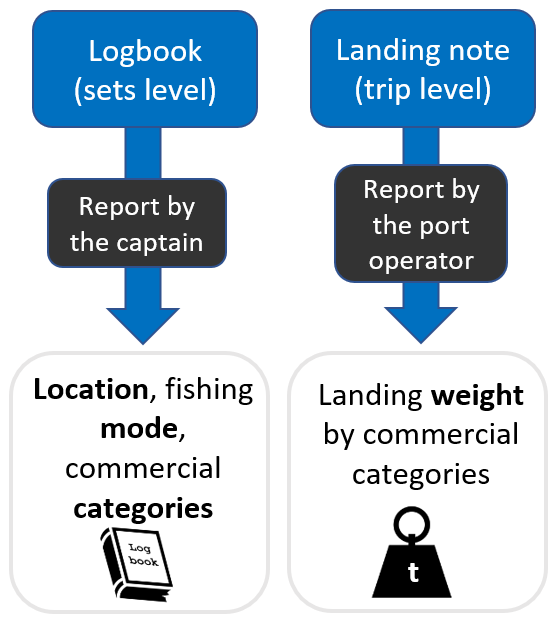 Logbook
(sets level)
Report by
the captain
Location, fishing
mode,
commercial
categories
Log
book
Landing note
(trip level)
Report by
the port
operator
Landing weight
by commercial
categories
t